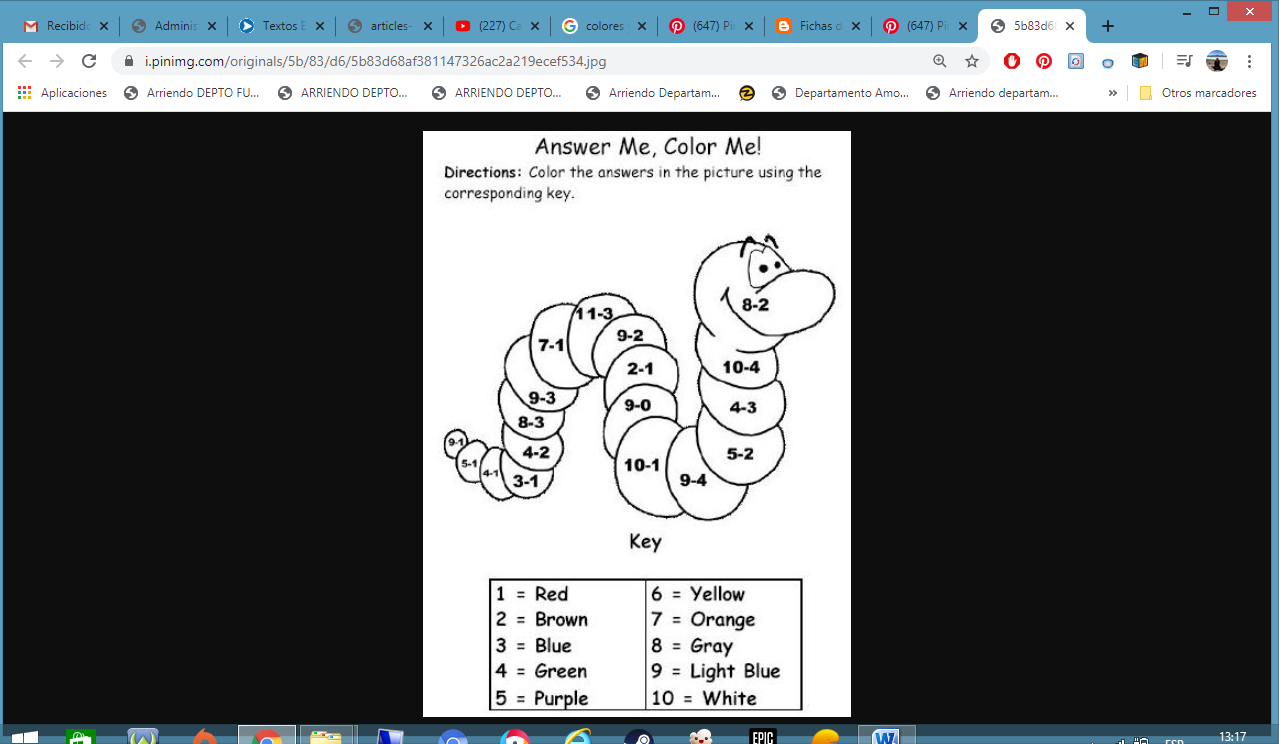 Recibido
Adminis
Textos E
articles-
(227) Ca
colores
(647) Pi
Fichas d
(647) Pi
5b83d68
i.pinimg.com/originals/5b/83/d6/5b83d68af381147326ac2a219ecef534.jpg
Aplicaciones
Arriendo DEPTO FU...
ARRIENDO DEPTO...
ARRIENDO DEPTO...
Arriendo Departam...
Departamento Amo...
Arriendo departam...
»
Otros marcadores
Answer Me, Color Me!
Directions: Color the answers in the picture using the
corresponding key.
8-2
11-3
9-2
7-1
2-1
10-4
9-3
9-0
4-3
8-3
9-1
4-2
5-2
5-1
10-1
4-1
3-1
9-4
Key
1 = Red
2 = Brown
3 = Blue
4 = Green
5 = Purple
6 = Yellow
7 = Orange
8 = Gray
9 = Light Blue
10 = White
EPIC
W
ESP
13:17